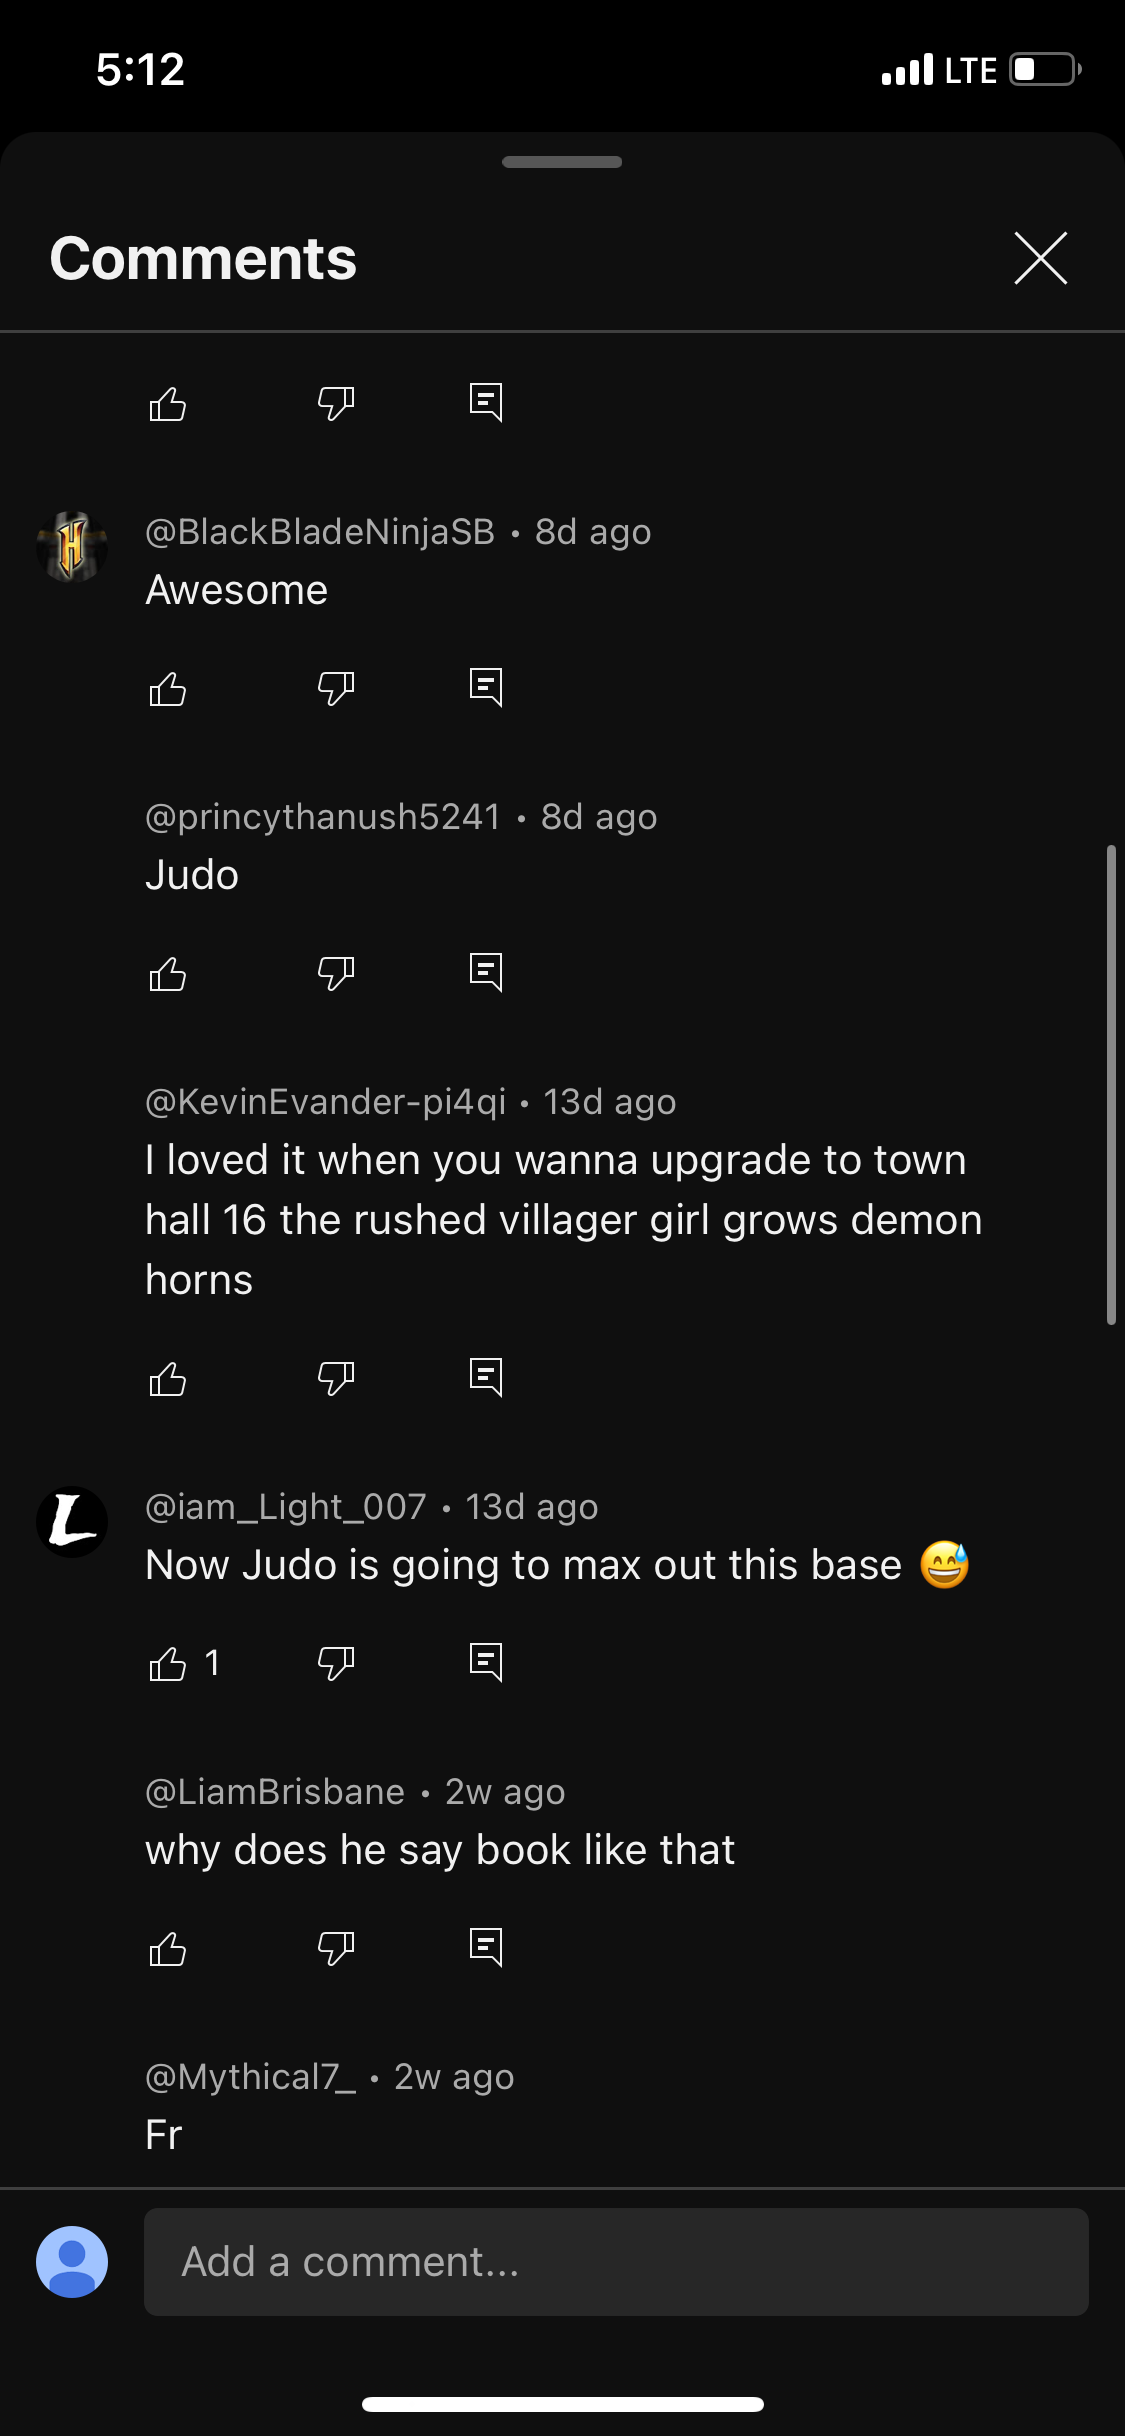 5:12
LTE
Comments
@BlackBladeNinjaSB • 8d ago
Awesome
@princythanush5241 • 8d ago
Judo
@KevinEvander-pi4qi • 13d ago
I loved it when you wanna upgrade to town
hall 16 the rushed villager girl grows demon
horns
@iam_Light_007 • 13d ago
Now Judo is going to max out this base 😅
1
@LiamBrisbane • 2w ago
why does he say book like that
@Mythical7_ • 2w ago
Fr
Add a comment...